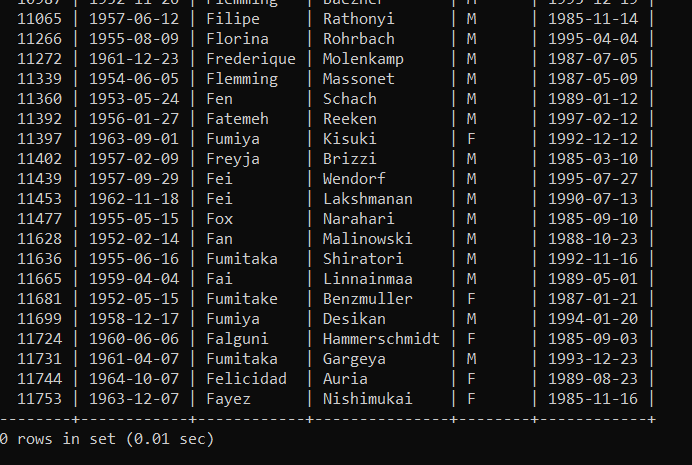 11065 | 1957-06-12 | Filipe | Rathonyi | M | 1985-11-14 |
11266 | 1955-08-09 | Florina | Rohrbach | M | 1995-04-04 |
11272 | 1961-12-23 | Frederique | Molenkamp | M | 1987-07-05 |
11339 | 1954-06-05 | Flemming | Massonet | M | 1987-05-09 |
11360 | 1953-05-24 | Fen | Schach | M | 1989-01-12 |
11392 | 1956-01-27 | Fatemeh | Reeken | M | 1997-02-12 |
11397 | 1963-09-01 | Fumiya | Kisuki | F | 1992-12-12 |
11402 | 1957-02-09 | Freyja | Brizzi | M | 1985-03-10 |
11439 | 1957-09-29 | Fei | Wendorf | M | 1995-07-27 |
11453 | 1962-11-18 | Fei | Lakshmanan | M | 1990-07-13 |
11477 | 1955-05-15 | Fox | Narahari | M | 1985-09-10 |
11628 | 1952-02-14 | Fan | Malinowski | M | 1988-10-23 |
11636 | 1955-06-16 | Fumitaka | Shiratori | M | 1992-11-16 |
11665 | 1959-04-04 | Fai | Linnainmaa | M | 1989-05-01 |
11681 | 1952-05-15 | Fumitake | Benzmuller | F | 1987-01-21 |
11699 | 1958-12-17 | Fumiya | Desikan | M | 1994-01-20 |
11724 | 1960-06-06 | Falguni | Hammerschmidt | F | 1985-09-03 |
11731 | 1961-04-07 | Fumitaka | Gargeya | M | 1993-12-23 |
11744 | 1964-10-07 | Felicidad | Auria | F | 1989-08-23 |
11753 | 1963-12-07 | Fayez | Nishimukai | F | 1985-11-16 |
--------+------------+------------+---------------+--------+------------+
0 rows in set (0.01 sec)